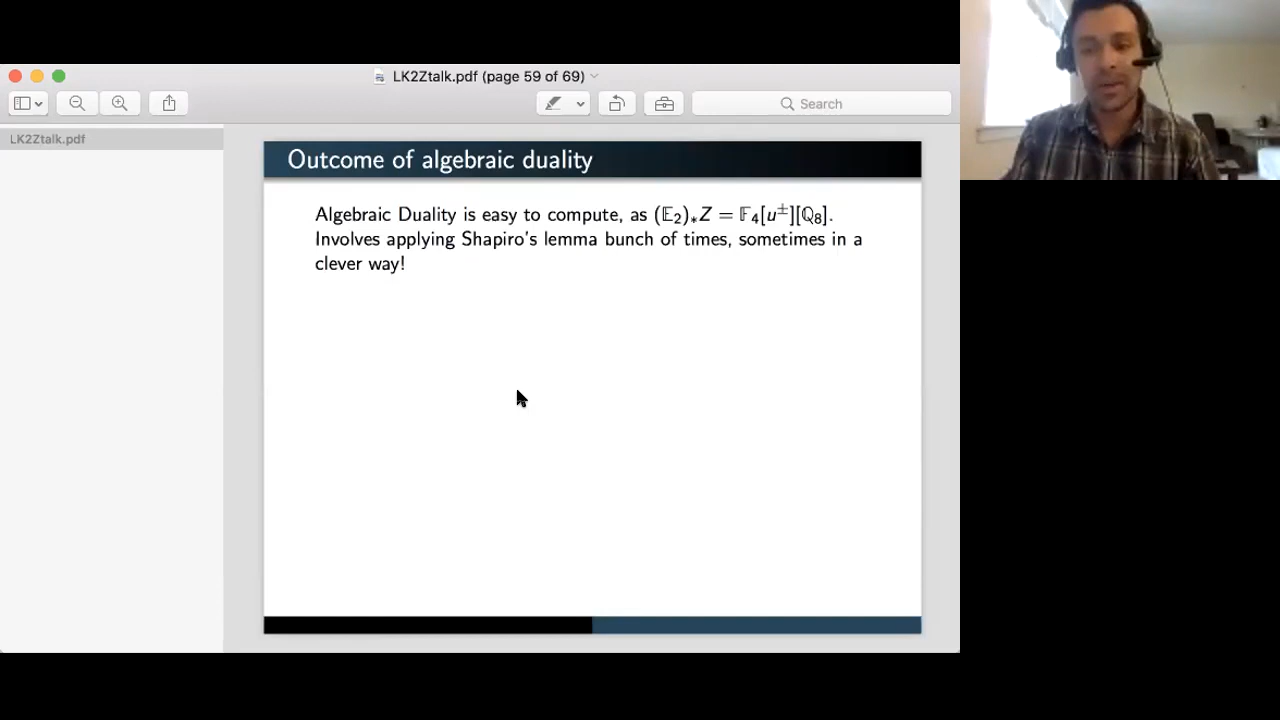 LK2Ztalk.pdf (page 59 of 69)
Search
LK2Ztalk.pdf
Outcome of algebraic duality
Algebraic Duality is easy to compute, as (𝔼₂)₎Z = 𝔽₄[u^±][ℚ₈].
Involves applying Shapiro's lemma bunch of times, sometimes in a
clever way!